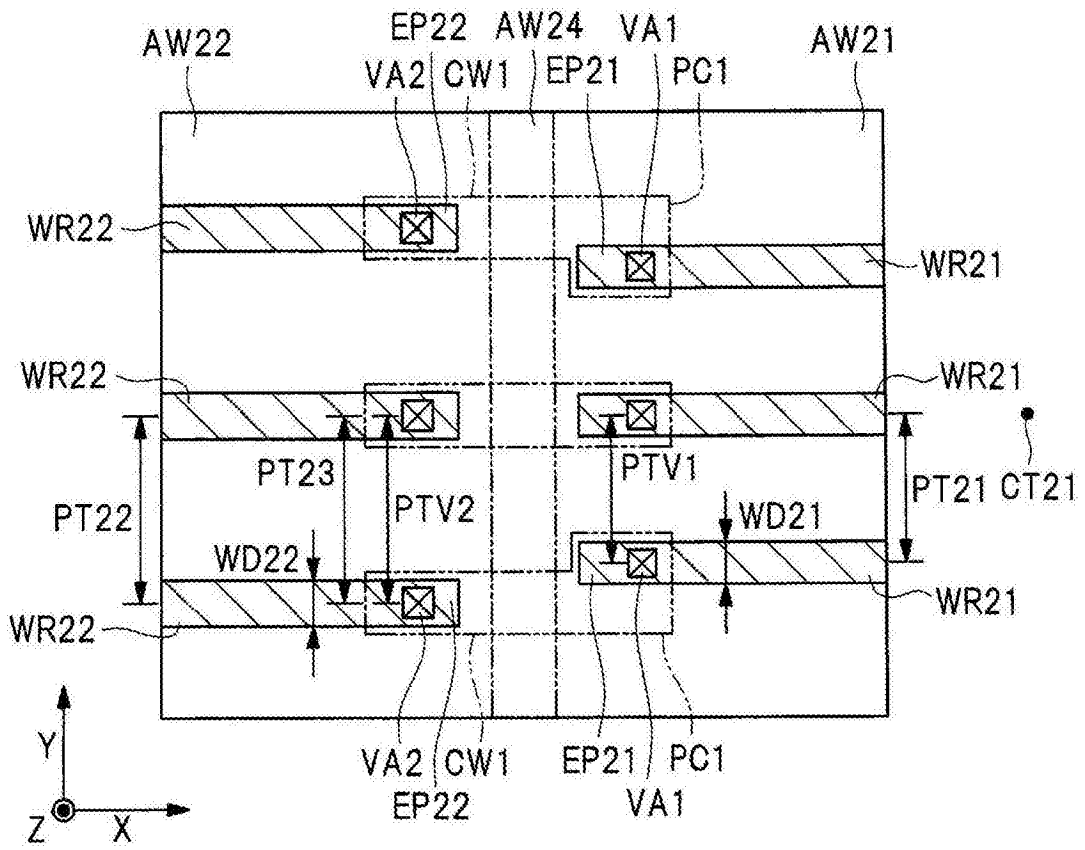 EP22 AW24 VA1
AW22 AW21
VA2 CW1 EP21 PC1
WR22
WR21
WR22 WR21
PT23 PTV1
PT22 PTV2 PT21 CT21
WD22 WD21
WR22 WR21
Y
VA2 CW1 EP21 PC1
EP22 VA1
Z X